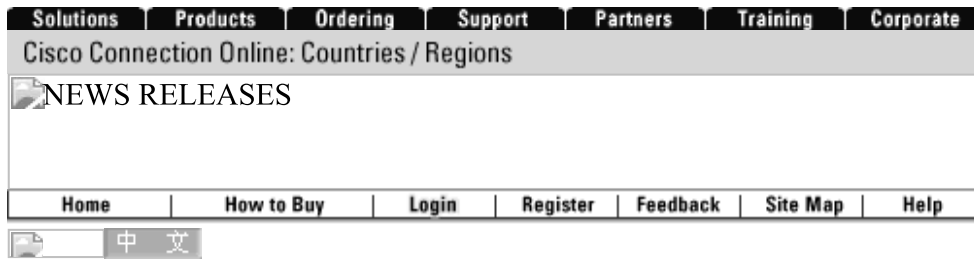 Solutions Products Ordering Support Partners Training Corporate
Cisco Connection Online: Countries / Regions
NEWS RELEASES
Home | How to Buy | Login | Register | Feedback | Site Map | Help
中 文